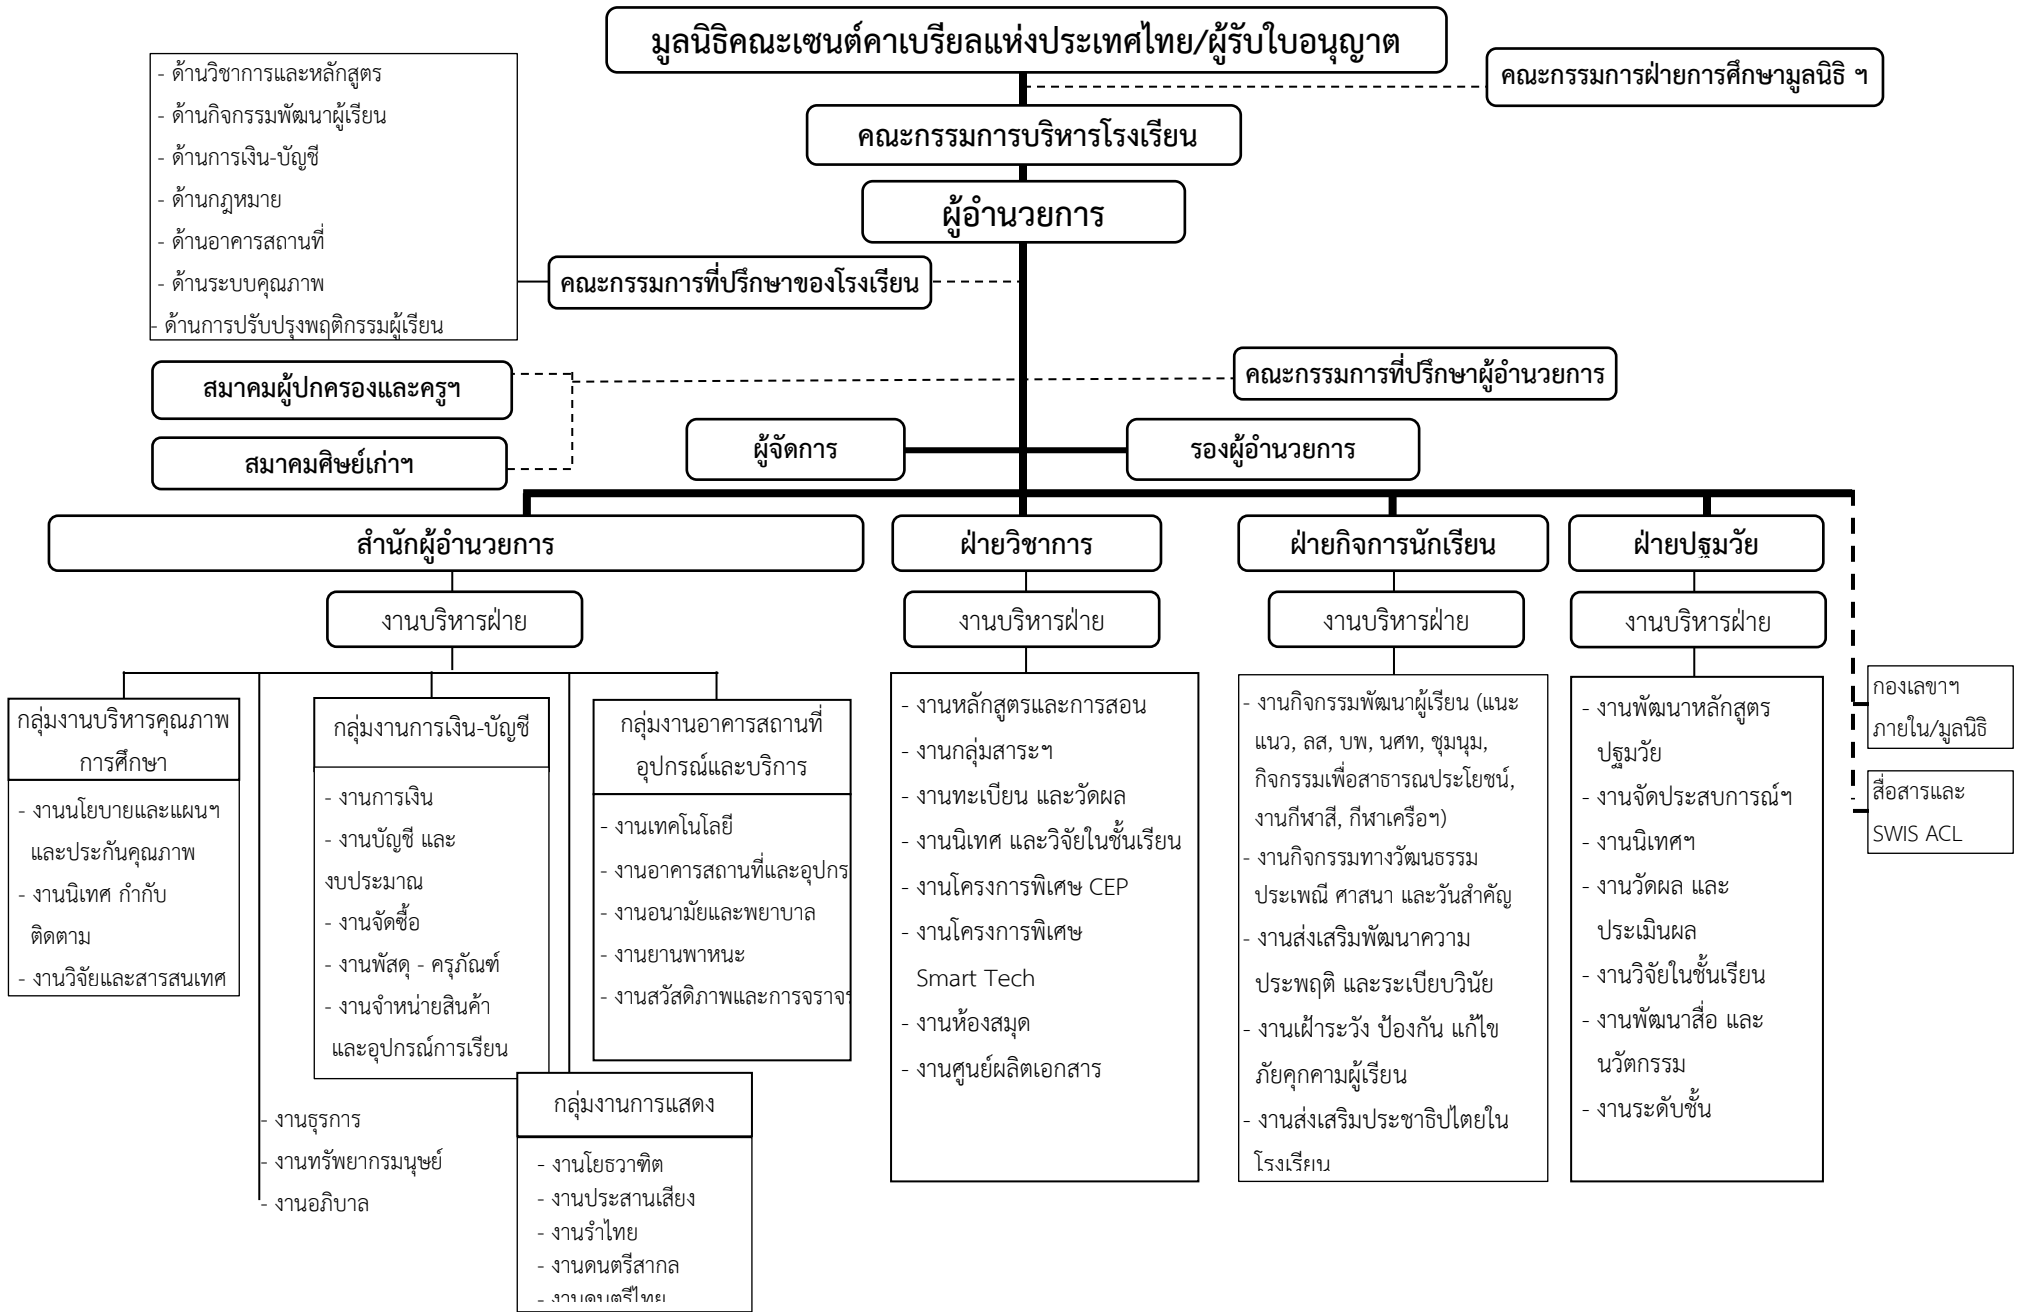 มูลนิธิคณะเซนต์คาเบรียลแห่งประเทศไทย/ผู้รับใบอนุญาต
คณะกรรมการฝ่ายการศึกษามูลนิธิ ฯ
คณะกรรมการบริหารโรงเรียน
ผู้อำนวยการ
- ด้านวิชาการและหลักสูตร
- ด้านกิจกรรมพัฒนาผู้เรียน
- ด้านการเงิน-บัญชี
- ด้านกฎหมาย
- ด้านอาคารสถานที่
- ด้านระบบคุณภาพ
- ด้านการปรับปรุงพฤติกรรมผู้เรียน
คณะกรรมการที่ปรึกษาของโรงเรียน
สมาคมผู้ปกครองและครูฯ
คณะกรรมการที่ปรึกษาผู้อำนวยการ
สมาคมศิษย์เก่าฯ
ผู้จัดการ
รองผู้อำนวยการ
สำนักผู้อำนวยการ
งานบริหารฝ่าย
กลุ่มงานบริหารคุณภาพ
การศึกษา
- งานนโยบายและแผนฯ
และประกันคุณภาพ
- งานนิเทศ กำกับ
ติดตาม
- งานวิจัยและสารสนเทศ
- งานธุรการ
- งานทรัพยากรมนุษย์
- งานอภิบาล
กลุ่มงานการเงิน-บัญชี
- งานการเงิน
- งานบัญชี และ
งบประมาณ
- งานจัดซื้อ
- งานพัสดุ - ครุภัณฑ์
- งานจำหน่ายสินค้า
และอุปกรณ์การเรียน
กลุ่มงานการแสดง
- งานโยธวาฑิต
- งานประสานเสียง
- งานรำไทย
- งานดนตรีสากล
- งานดนตรีไทย
กลุ่มงานอาคารสถานที่
อุปกรณ์และบริการ
- งานเทคโนโลยี
- งานอาคารสถานที่และอุปกร
- งานอนามัยและพยาบาล
- งานยานพาหนะ
- งานสวัสดิภาพและการจราจร
ฝ่ายวิชาการ
งานบริหารฝ่าย
- งานหลักสูตรและการสอน
- งานกลุ่มสาระฯ
- งานทะเบียน และวัดผล
- งานนิเทศ และวิจัยในชั้นเรียน
- งานโครงการพิเศษ CEP
- งานโครงการพิเศษ
Smart Tech
- งานห้องสมุด
- งานศูนย์ผลิตเอกสาร
ฝ่ายกิจการนักเรียน
งานบริหารฝ่าย
- งานกิจกรรมพัฒนาผู้เรียน (แนะ
แนว, ลส, บพ, นศท, ชุมนุม,
กิจกรรมเพื่อสาธารณประโยชน์,
งานกีฬาสี, กีฬาเครือฯ)
- งานกิจกรรมทางวัฒนธรรม
ประเพณี ศาสนา และวันสำคัญ
- งานส่งเสริมพัฒนาความ
ประพฤติ และระเบียบวินัย
- งานเฝ้าระวัง ป้องกัน แก้ไข
ภัยคุกคามผู้เรียน
- งานส่งเสริมประชาธิปไตยใน
โรงเรียน
ฝ่ายปฐมวัย
งานบริหารฝ่าย
- งานพัฒนาหลักสูตร
ปฐมวัย
- งานจัดประสบการณ์ฯ
- งานนิเทศฯ
- งานวัดผล และ
ประเมินผล
- งานวิจัยในชั้นเรียน
- งานพัฒนาสื่อ และ
นวัตกรรม
- งานระดับชั้น
กองเลขาฯ
ภายใน/มูลนิธิ
สื่อสารและ
SWIS ACL